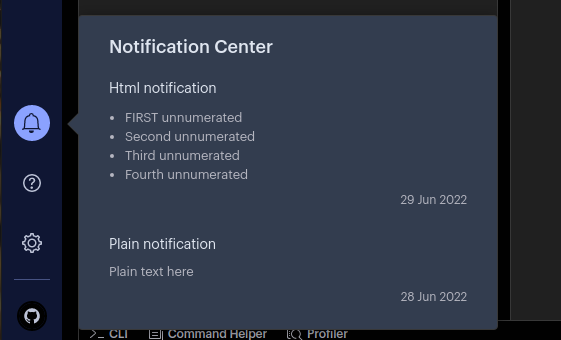 Notification Center
Html notification
• FIRST unnumerated
• Second unnumerated
• Third unnumerated
• Fourth unnumerated
29 Jun 2022
Plain notification
Plain text here
28 Jun 2022
>_ CLI Command Helper Profiler